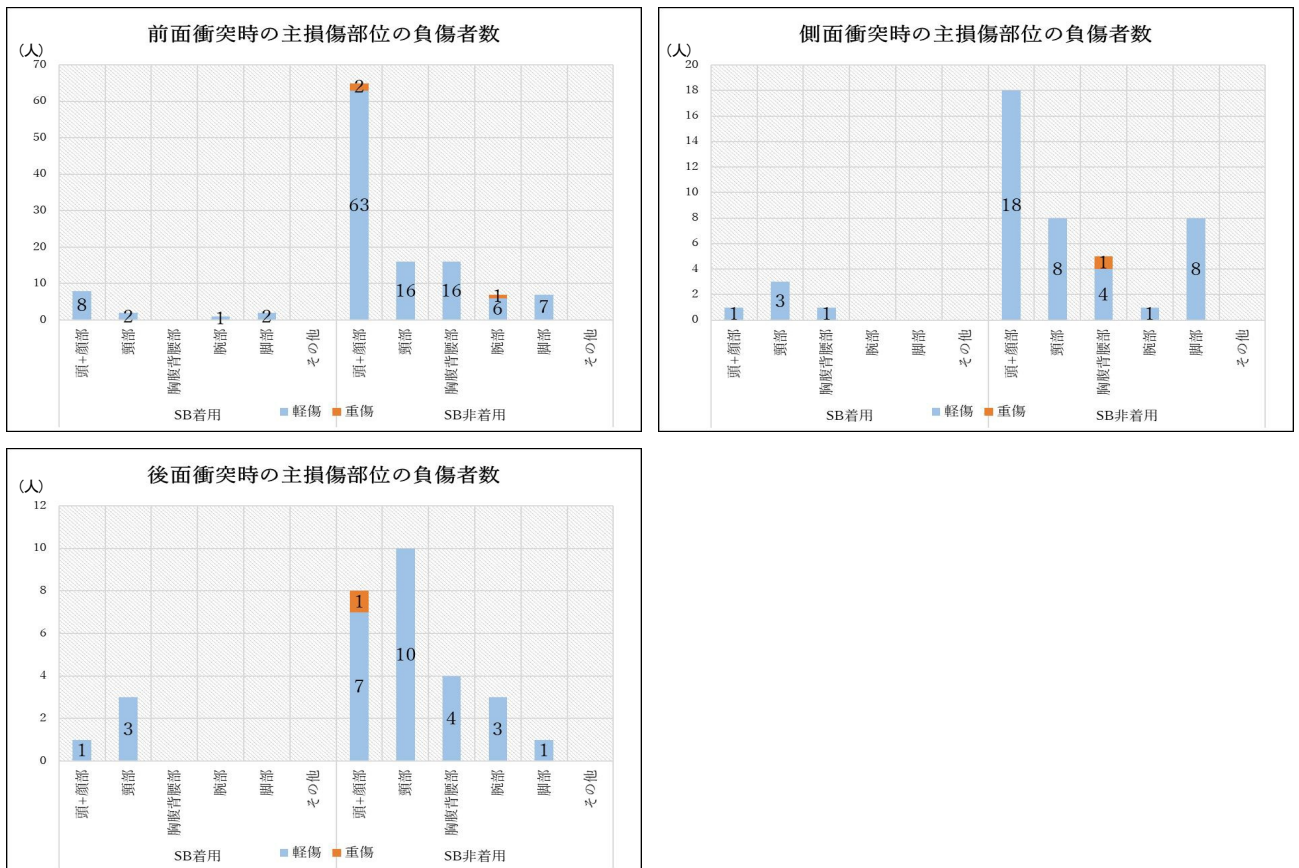 前面衝突時の主損傷部位の負傷者数
(人)
70
60
50
40
30
20
10
0
8
2
1
2
63
2
16
16
6
1
7
頭+顔部
頸部
胸腹背腰部
腕部
脚部
その他
頭+顔部
頸部
胸腹背腰部
腕部
脚部
その他
SB着用
軽傷
重傷
SB非着用
側面衝突時の主損傷部位の負傷者数
(人)
20
18
16
14
12
10
8
6
4
2
0
1
3
1
18
8
4
1
1
8
頭+顔部
頸部
胸腹背腰部
腕部
脚部
その他
頭+顔部
頸部
胸腹背腰部
腕部
脚部
その他
SB着用
軽傷
重傷
SB非着用
後面衝突時の主損傷部位の負傷者数
(人)
12
10
8
6
4
2
0
1
3
7
1
10
4
3
1
頭+顔部
頸部
胸腹背腰部
腕部
脚部
その他
頭+顔部
頸部
胸腹背腰部
腕部
脚部
その他
SB着用
軽傷
重傷
SB非着用